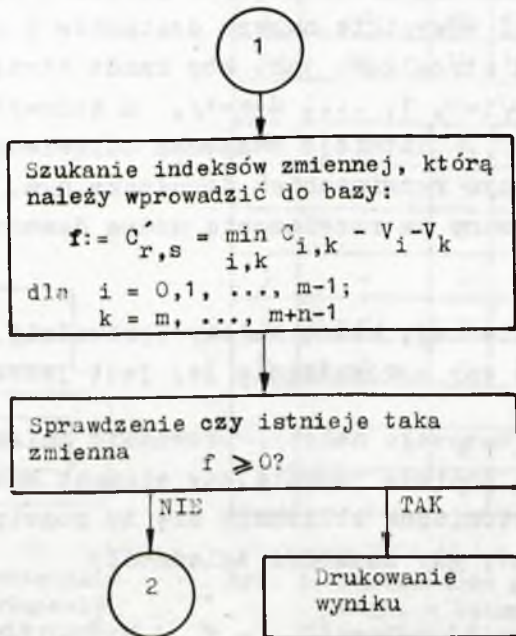 1
Szukanie indeksów zmiennej, którą
należy wprowadzić do bazy:
f:= C'r,s = min i,k Ci,k - Vi-Vk
dla i = 0,1, ..., m-1;
k = m, ..., m+n-1
Sprawdzenie czy istnieje taka
zmienna f ⩾ 0?
NIE TAK
2
Drukowanie
wyniku